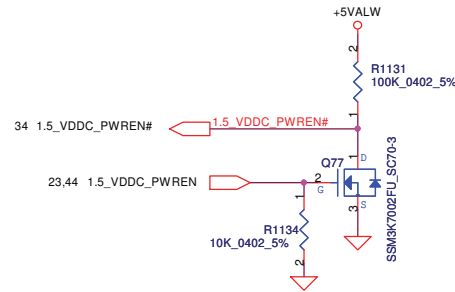 +5VALW
2
R1131
100K_0402_5%
1
34 1.5_VDDC_PWREN#
1.5_VDDC_PWREN#
1
D
Q77
2
G
23,44 1.5_VDDC_PWREN
S
3
SSM3K7002FU_SC70-3
1
R1134
10K_0402_5%
2